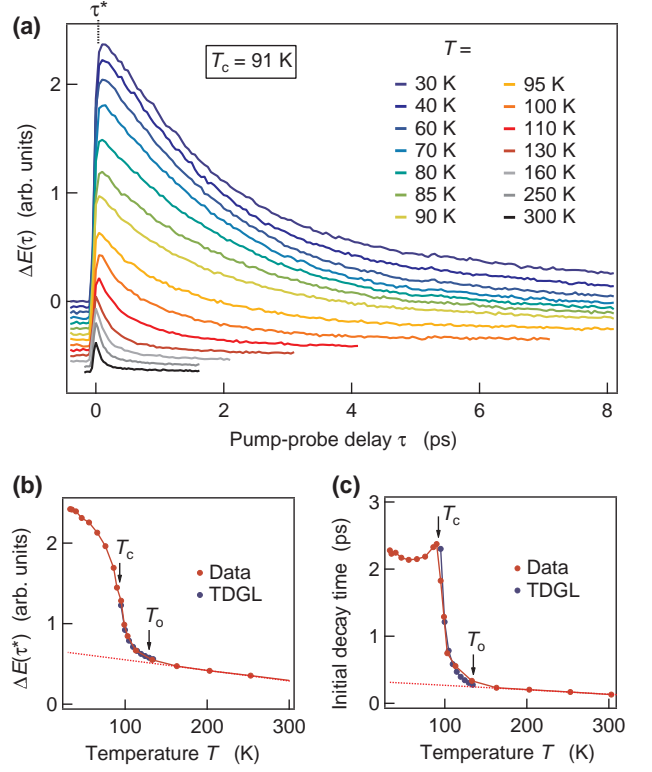 (a)
τ*
T_c = 91 K
T =
30 K
40 K
60 K
70 K
80 K
85 K
90 K
95 K
100 K
110 K
130 K
160 K
250 K
300 K
ΔE(τ) (arb. units)
2
1
0
0 2 4 6 8
Pump-probe delay τ (ps)
(b)
ΔE(τ*) (arb. units)
2
1
0
T_c
Data
TDGL
T_o
100 200 300
Temperature T (K)
(c)
Initial decay time (ps)
3
2
1
0
T_c
Data
TDGL
T_o
100 200 300
Temperature T (K)